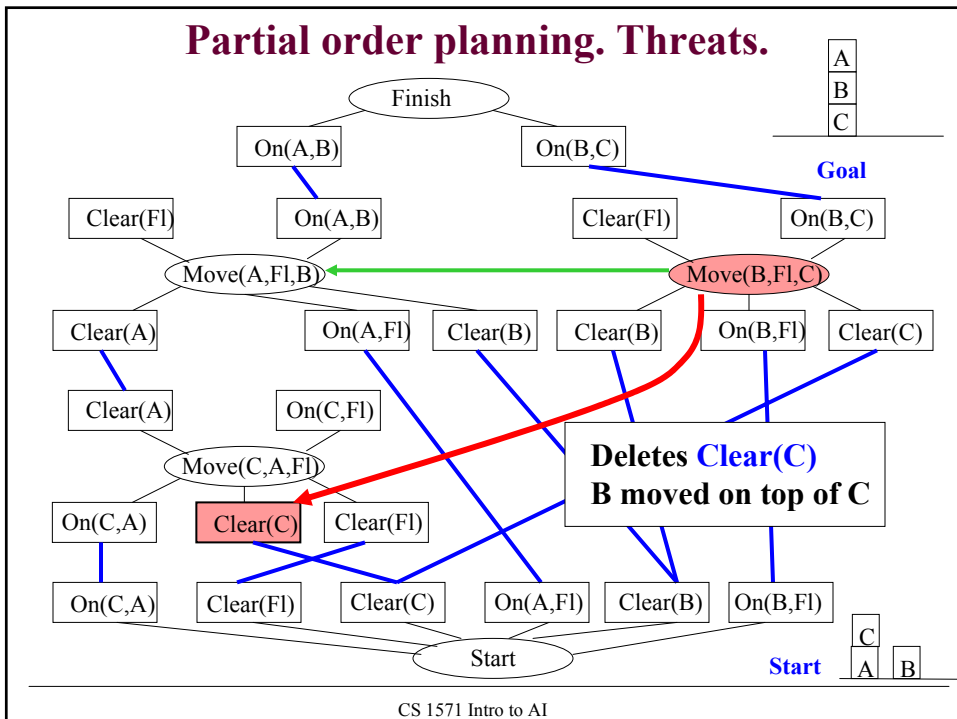 Partial order planning. Threats.
A
B
C
Goal
Finish
On(A,B) On(B,C)
Clear(Fl) On(A,B) Clear(Fl) On(B,C)
Move(A,Fl,B) Move(B,Fl,C)
Clear(A) On(A,Fl) Clear(B) Clear(B) On(B,Fl) Clear(C)
Clear(A) On(C,Fl)
Move(C,A,Fl)
Deletes Clear(C)
B moved on top of C
On(C,A) Clear(C) Clear(Fl)
On(C,A) Clear(Fl) Clear(C) On(A,Fl) Clear(B) On(B,Fl)
Start
Start
C
A B
CS 1571 Intro to AI